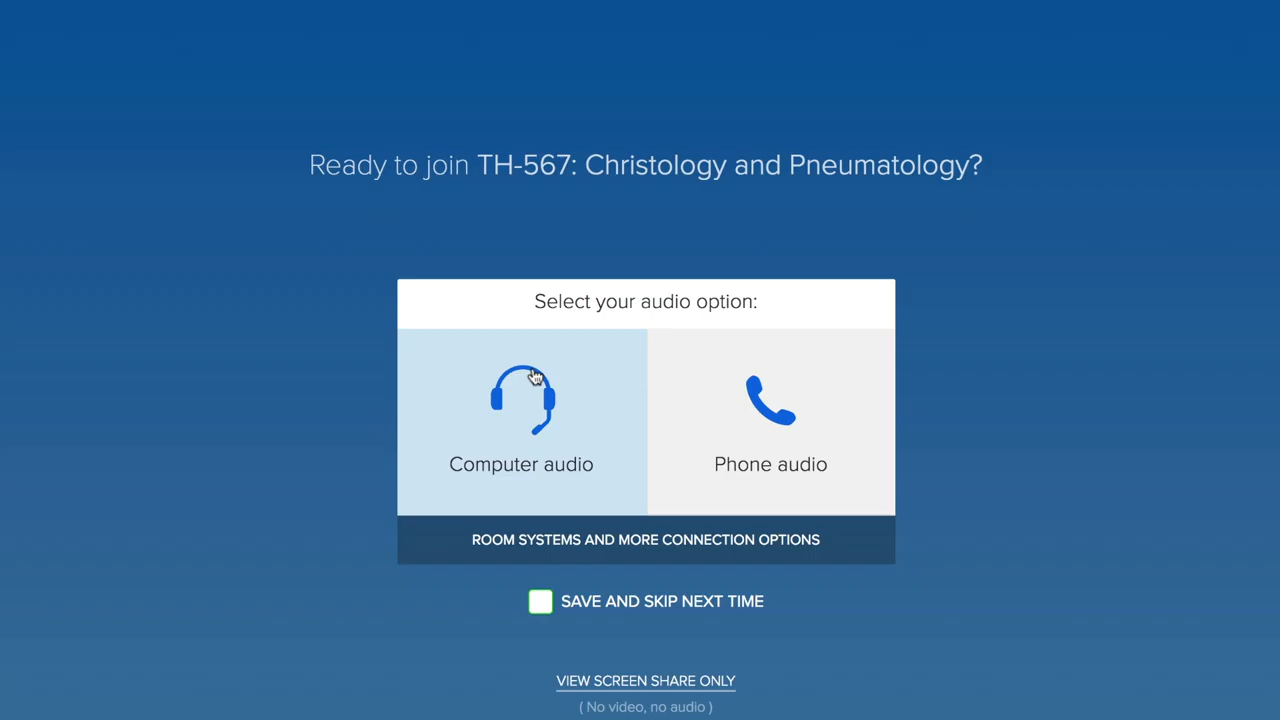 Ready to join TH-567: Christology and Pneumatology?
Select your audio option:
Computer audio
Phone audio
ROOM SYSTEMS AND MORE CONNECTION OPTIONS
SAVE AND SKIP NEXT TIME
VIEW SCREEN SHARE ONLY
( No video, no audio )